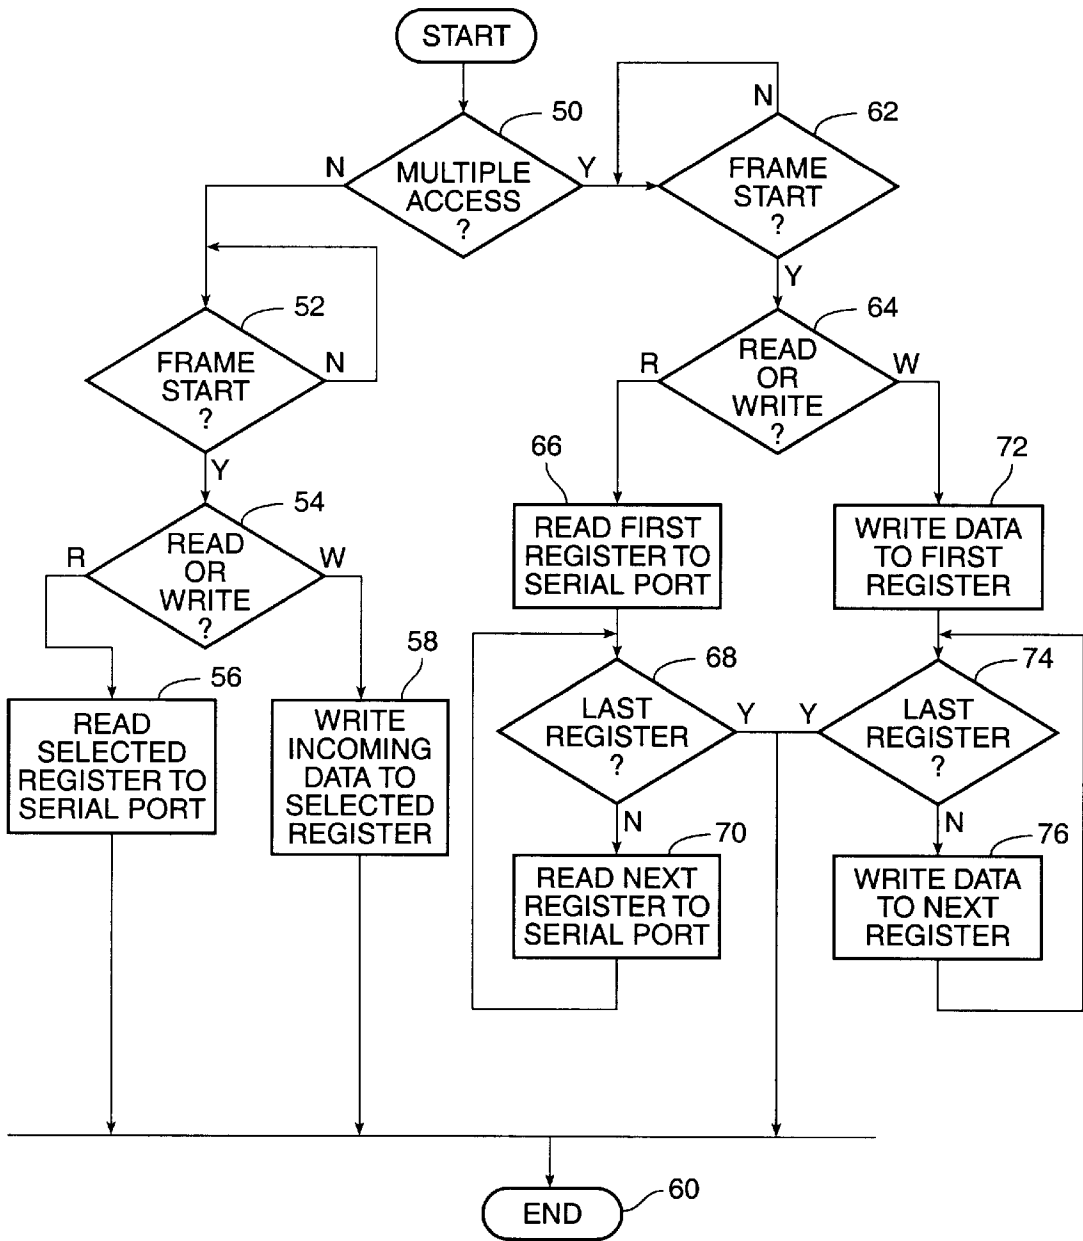 START
50
MULTIPLE
ACCESS
?
N
Y
N
62
FRAME
START
?
Y
52
FRAME
START
?
N
Y
64
READ
OR
WRITE
?
R
W
54
READ
OR
WRITE
?
R
W
56
READ
SELECTED
REGISTER TO
SERIAL PORT
58
WRITE
INCOMING
DATA TO
SELECTED
REGISTER
66
READ FIRST
REGISTER TO
SERIAL PORT
72
WRITE DATA
TO FIRST
REGISTER
68
LAST
REGISTER
?
Y
N
74
LAST
REGISTER
?
Y
N
70
READ NEXT
REGISTER TO
SERIAL PORT
76
WRITE DATA
TO NEXT
REGISTER
END
60